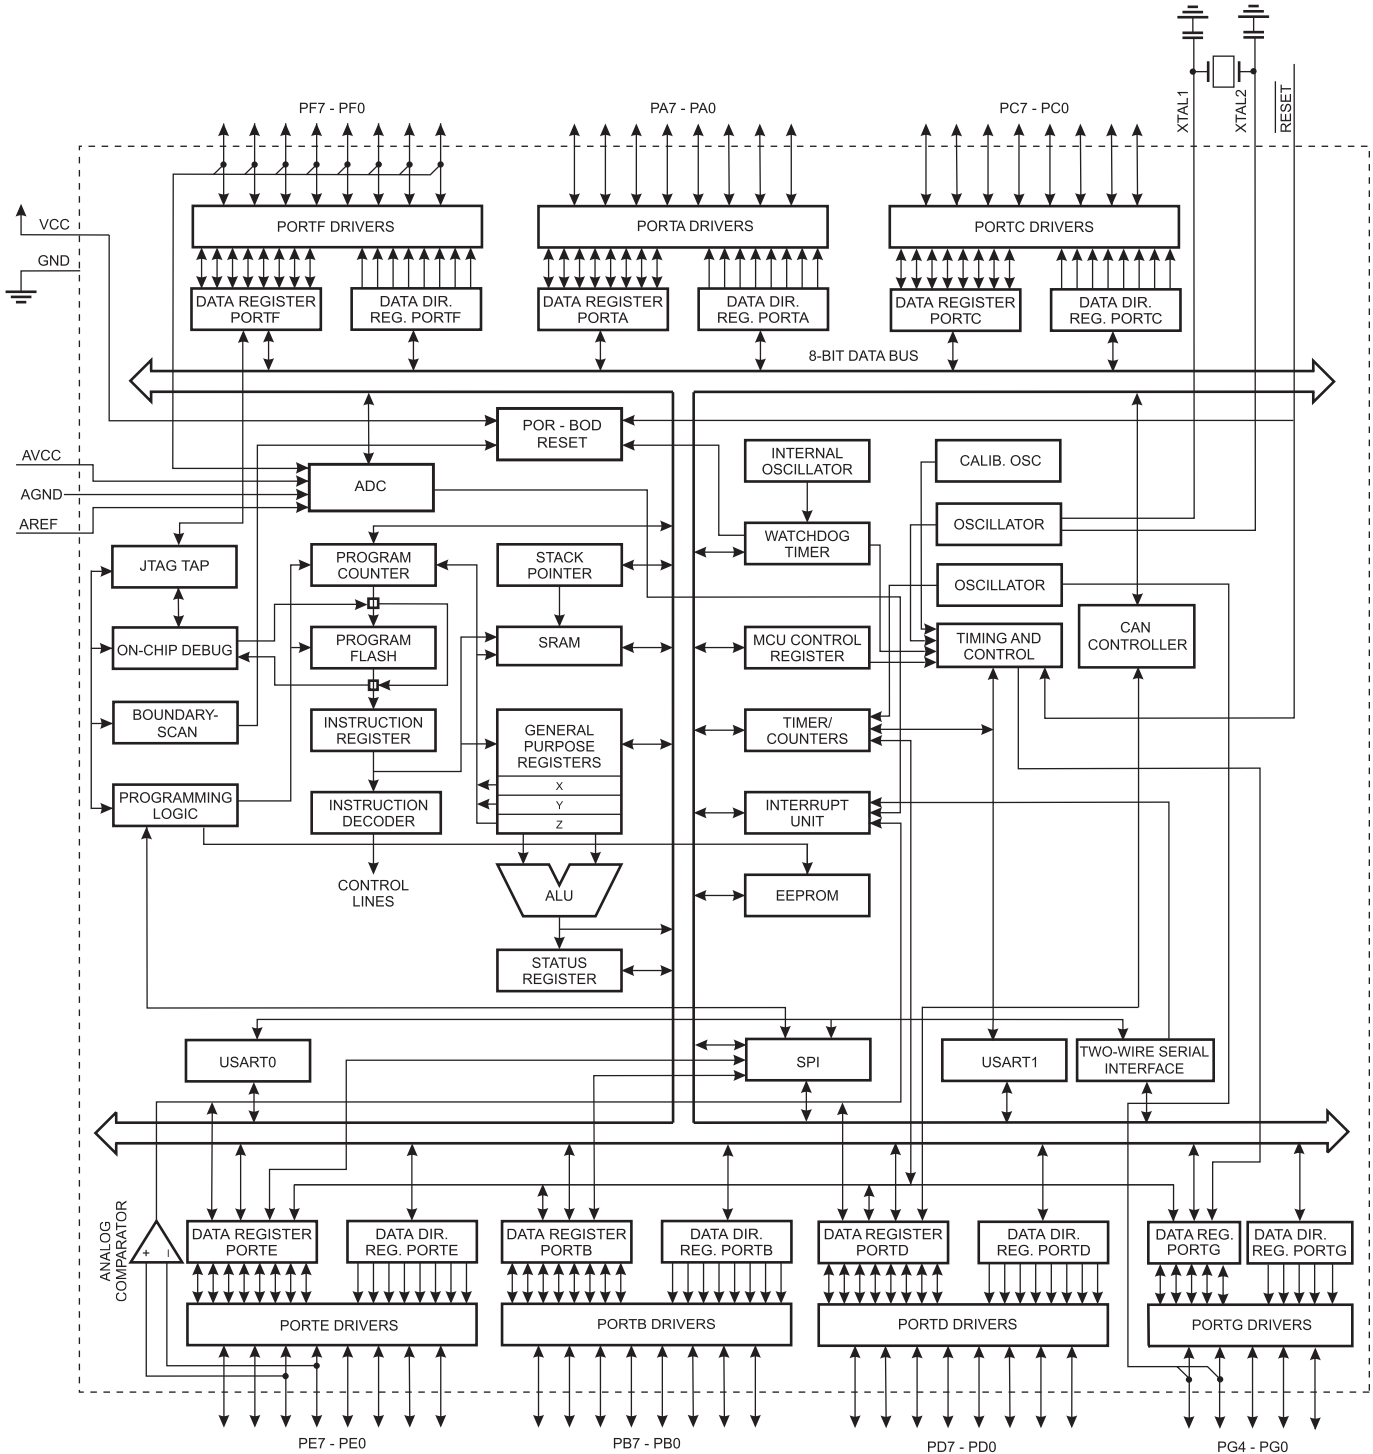 XTAL1
XTAL2
RESET
PF7 - PF0
PA7 - PA0
PC7 - PC0
VCC
GND
PORTF DRIVERS
PORTA DRIVERS
PORTC DRIVERS
DATA REGISTER
PORTF
DATA DIR.
REG. PORTF
DATA REGISTER
PORTA
DATA DIR.
REG. PORTA
DATA REGISTER
PORTC
DATA DIR.
REG. PORTC
8-BIT DATA BUS
POR - BOD
RESET
INTERNAL
OSCILLATOR
CALIB. OSC
AVCC
AGND
AREF
ADC
OSCILLATOR
WATCHDOG
TIMER
JTAG TAP
PROGRAM
COUNTER
STACK
POINTER
OSCILLATOR
CAN
CONTROLLER
ON-CHIP DEBUG
PROGRAM
FLASH
SRAM
MCU CONTROL
REGISTER
TIMING AND
CONTROL
BOUNDARY-
SCAN
INSTRUCTION
REGISTER
GENERAL
PURPOSE
REGISTERS
X
Y
Z
TIMER/
COUNTERS
PROGRAMMING
LOGIC
INSTRUCTION
DECODER
INTERRUPT
UNIT
CONTROL
LINES
ALU
EEPROM
STATUS
REGISTER
USART0
SPI
USART1
TWO-WIRE SERIAL
INTERFACE
ANALOG
COMPARATOR
+
−
DATA REGISTER
PORTE
DATA DIR.
REG. PORTE
DATA REGISTER
PORTB
DATA DIR.
REG. PORTB
DATA REGISTER
PORTD
DATA DIR.
REG. PORTD
DATA REG.
PORTG
DATA DIR.
REG. PORTG
PORTE DRIVERS
PORTB DRIVERS
PORTD DRIVERS
PORTG DRIVERS
PE7 - PE0
PB7 - PB0
PD7 - PD0
PG4 - PG0